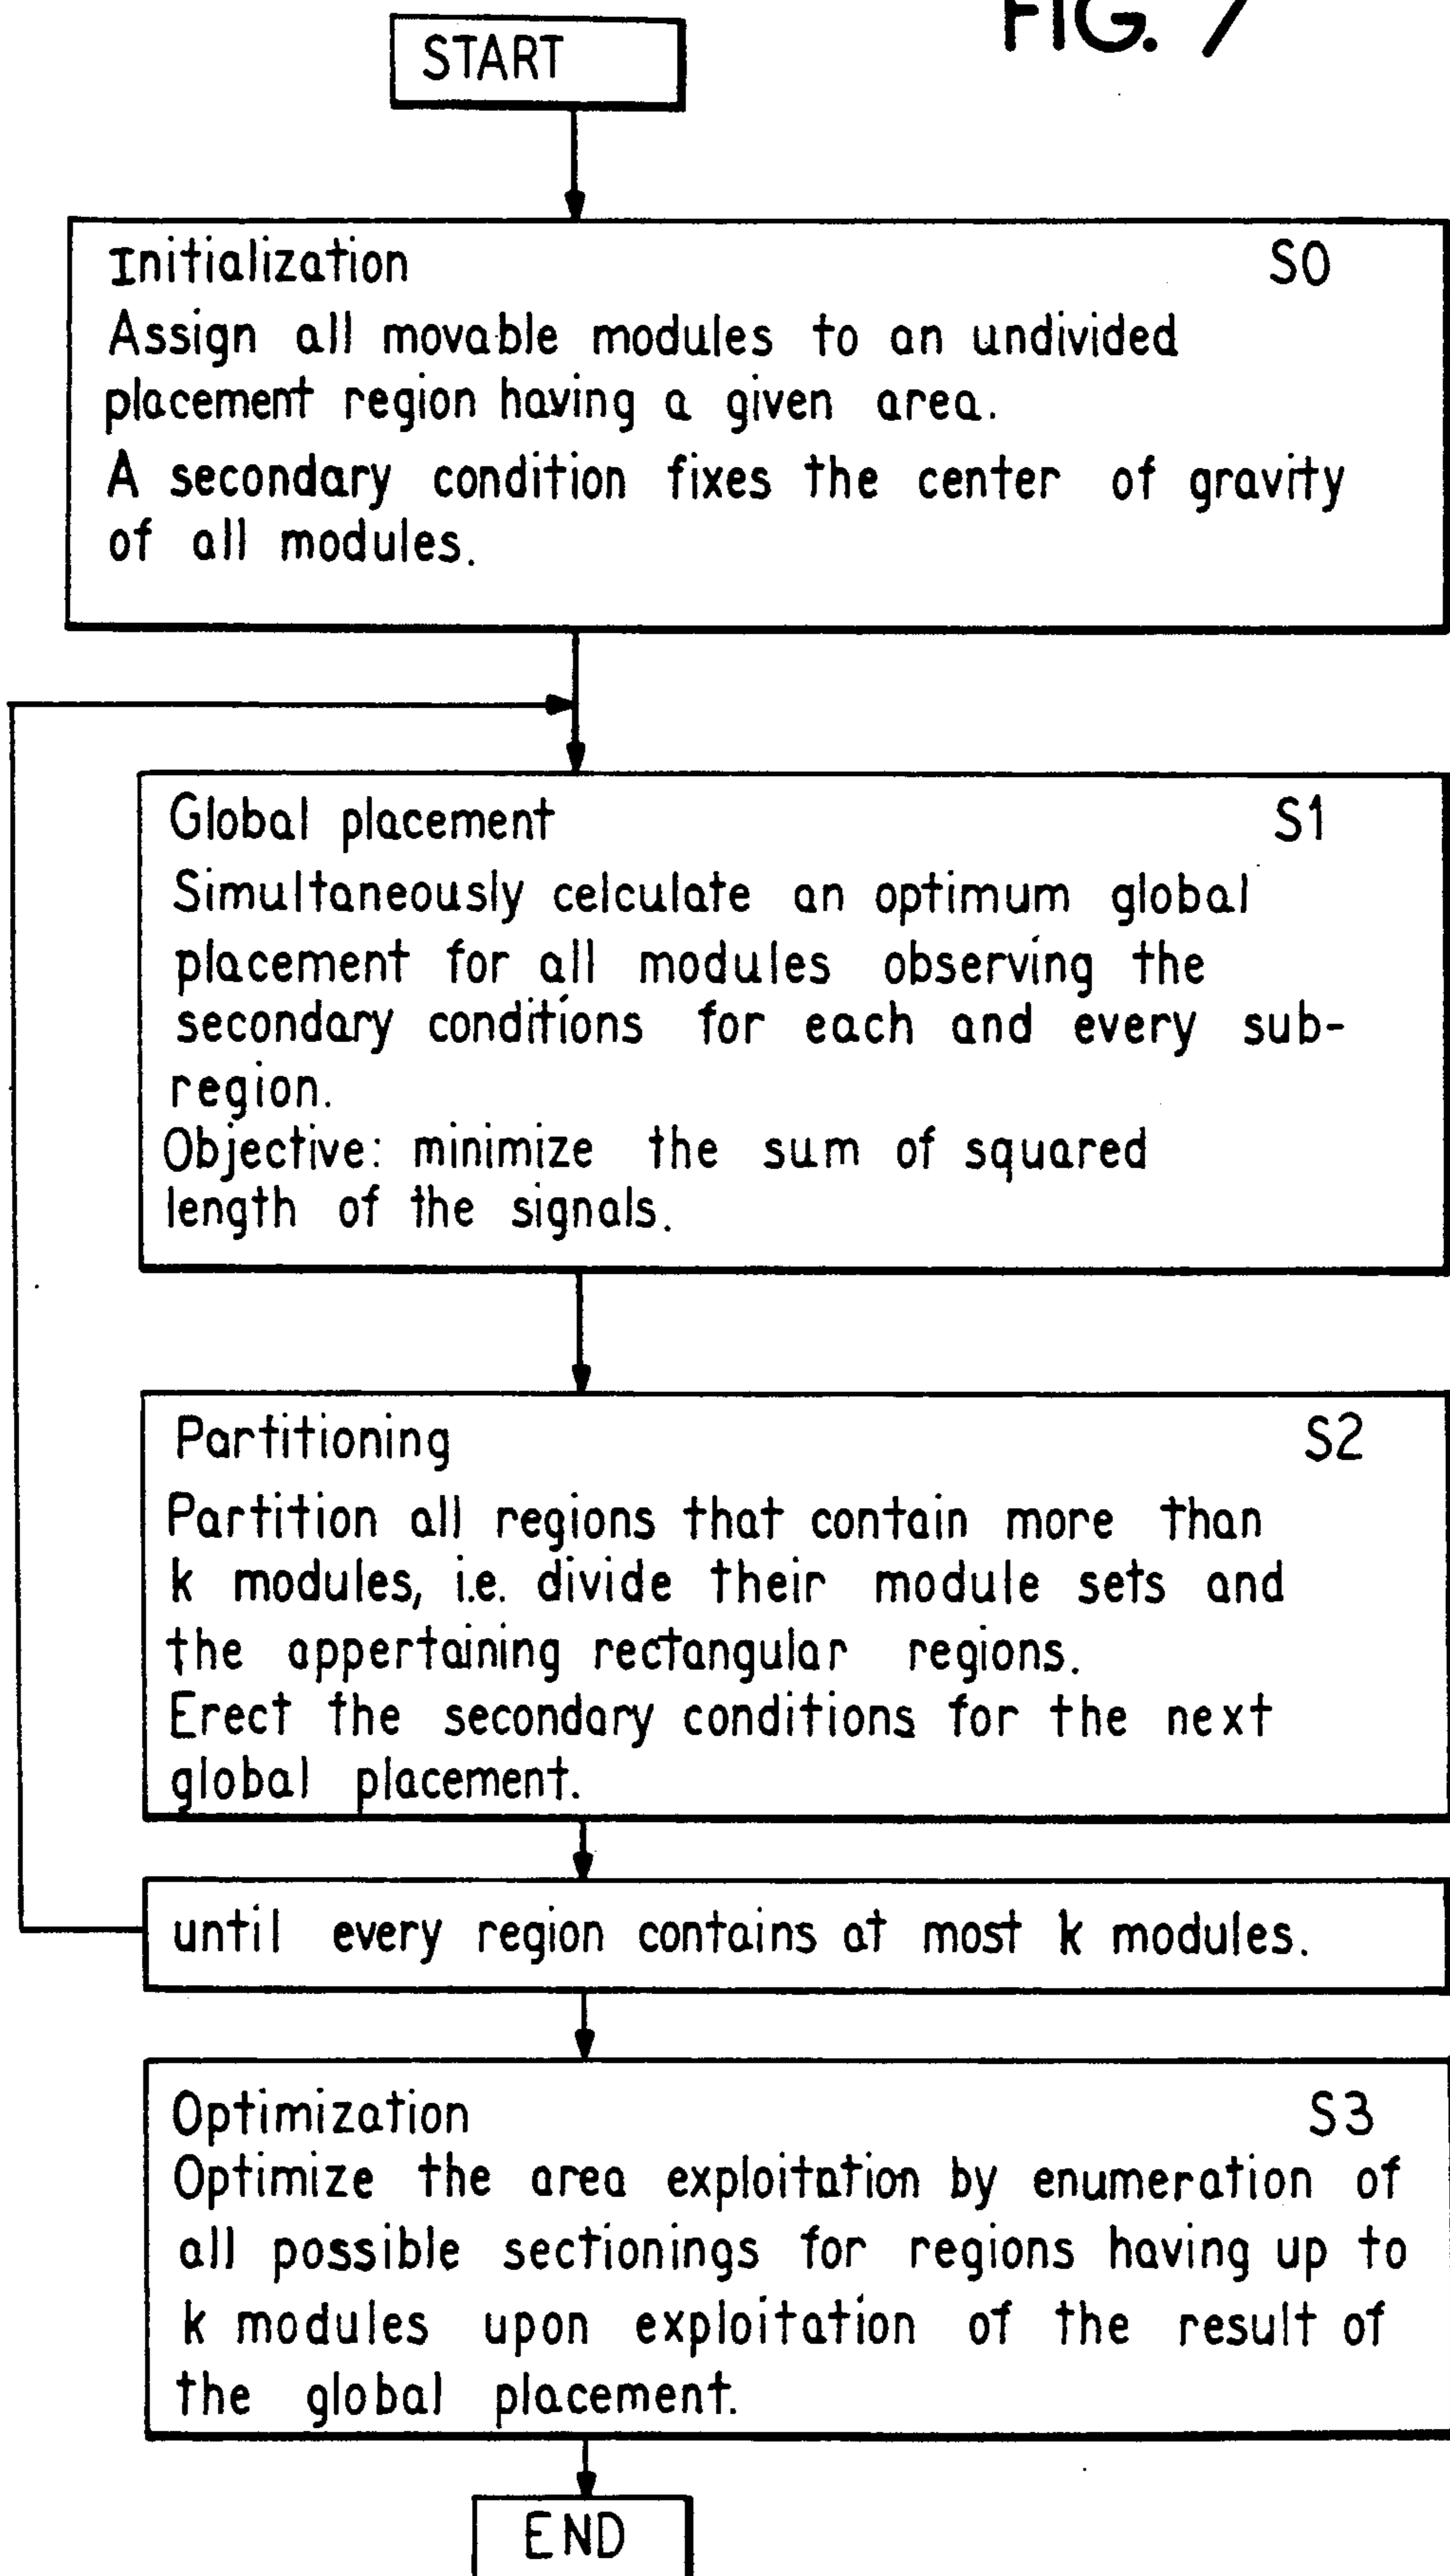 FIG. 7
START
Initialization S0
Assign all movable modules to an undivided
placement region having a given area.
A secondary condition fixes the center of gravity
of all modules.
Global placement S1
Simultaneously celculate an optimum global
placement for all modules observing the
secondary conditions for each and every sub-
region.
Objective: minimize the sum of squared
length of the signals.
Partitioning S2
Partition all regions that contain more than
k modules, i.e. divide their module sets and
the appertaining rectangular regions.
Erect the secondary conditions for the next
global placement.
until every region contains at most k modules.
Optimization S3
Optimize the area exploitation by enumeration of
all possible sectionings for regions having up to
k modules upon exploitation of the result of
the global placement.
END